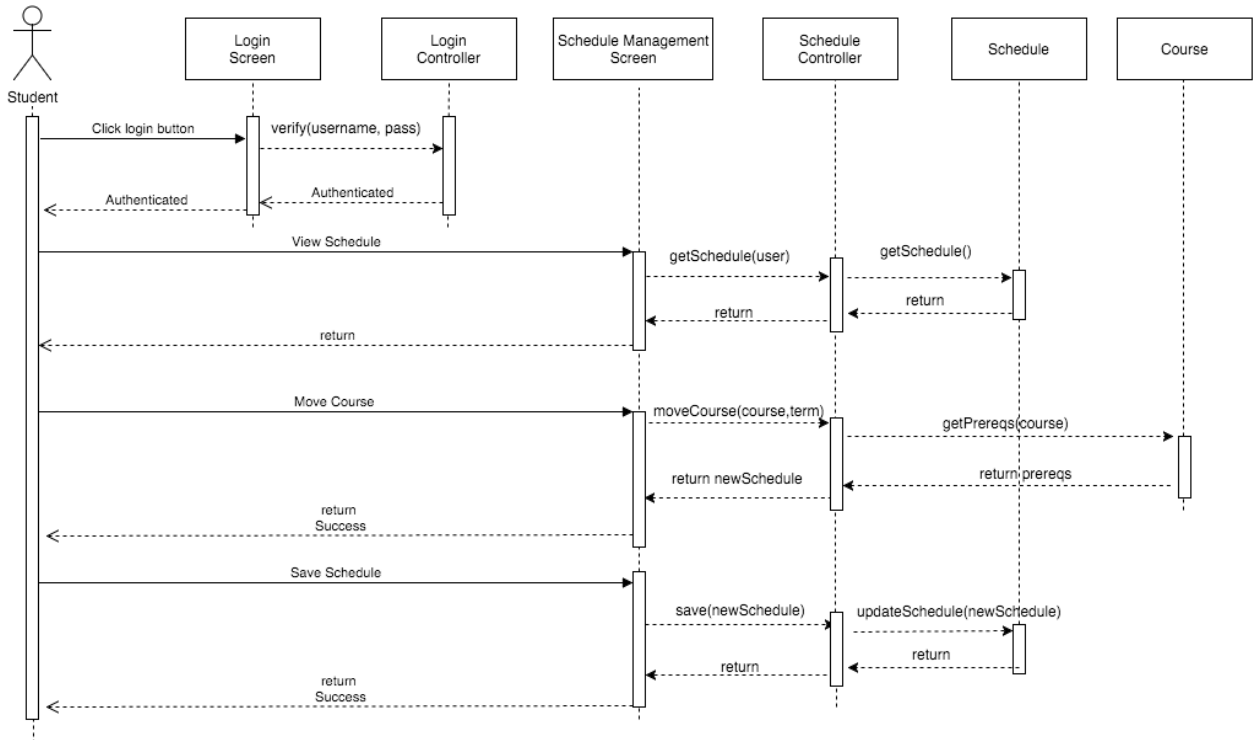 Login
Screen
Login
Controller
Schedule Management
Screen
Schedule
Controller
Schedule
Course
Student
Click login button
verify(username, pass)
Authenticated
Authenticated
View Schedule
getSchedule(user)
getSchedule()
return
return
return
Move Course
moveCourse(course,term)
getPrereqs(course)
return prereqs
return newSchedule
return
Success
Save Schedule
save(newSchedule)
updateSchedule(newSchedule)
return
return
return
Success